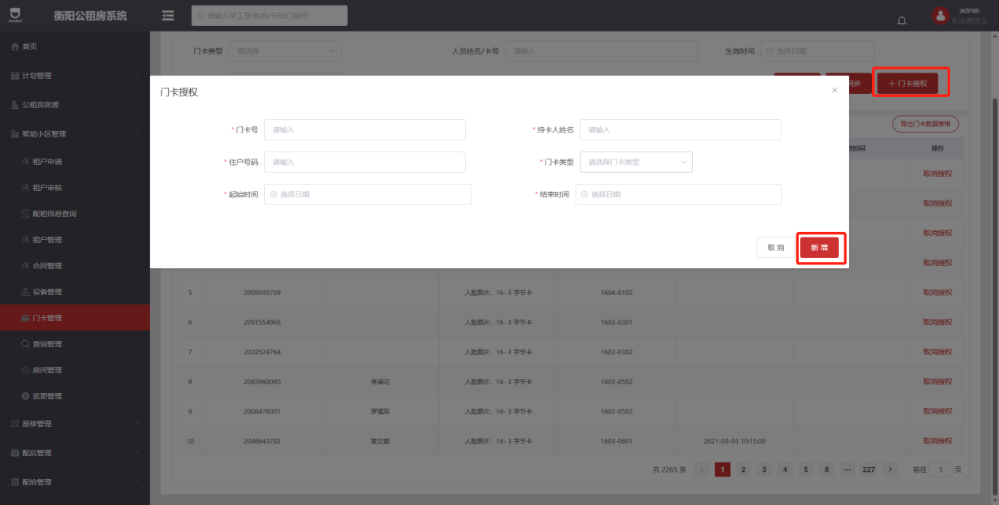 衡阳公租房系统
请输入学工号/姓名/卡号/门锁号
admin
系统管理员
首页
计划管理
公租房房源
智能小区管理
租户申请
租户审核
配租信息查询
租户管理
合同管理
设备管理
门卡管理
查询管理
房间管理
巡更管理
报修管理
配后管理
配给管理
门卡类型 请选择 人员姓名/卡号 请输入 生效时间 选择日期
同步 + 门卡授权
导出门卡数据表格
效时间 操作
取消授权
取消授权
取消授权
取消授权
门卡授权 ×
* 门卡号 请输入 * 持卡人姓名 请输入
* 住户号码 请输入 * 门卡类型 请选择门卡类型
* 起始时间 选择日期 * 结束时间 选择日期
取消 新增
5 2009595709 人脸图片，16- 3 字节卡 1604-0102 取消授权
6 2091554966 人脸图片，16- 3 字节卡 1603-0301 取消授权
7 2022524768 人脸图片，16- 3 字节卡 1603-0302 取消授权
8 2083960090 李满花 人脸图片，16- 3 字节卡 1603-0502 取消授权
9 2006476001 罗福军 人脸图片，16- 3 字节卡 1603-0502 取消授权
10 2046643702 章文爱 人脸图片，16- 3 字节卡 1603-0601 2021-03-03 10:15:00 取消授权
共 2265 条 < 1 2 3 4 5 6 ··· 227 > 前往 1 页